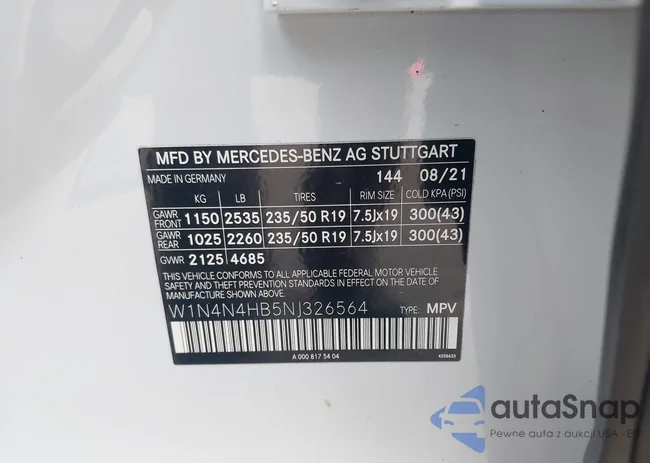 MFD BY MERCEDES-BENZ AG STUTTGART
MADE IN GERMANY 144 08/21
KG LB TIRES RIM SIZE COLD KPA (PSI)
GAWR FRONT 1150 2535 235/50 R19 7.5Jx19 300(43)
GAWR REAR 1025 2260 235/50 R19 7.5Jx19 300(43)
GVWR 2125 4685
THIS VEHICLE CONFORMS TO ALL APPLICABLE FEDERAL MOTOR VEHICLE
SAFETY STANDARDS IN EFFECT ON THE DATE OF
MANUFACTURE SHOWN ABOVE.
W1N4N4HB5NJ326564 TYPE: MPV
A 000 817 54 04 4558633
autaSnap
Pewne auta z aukcji USA i EU